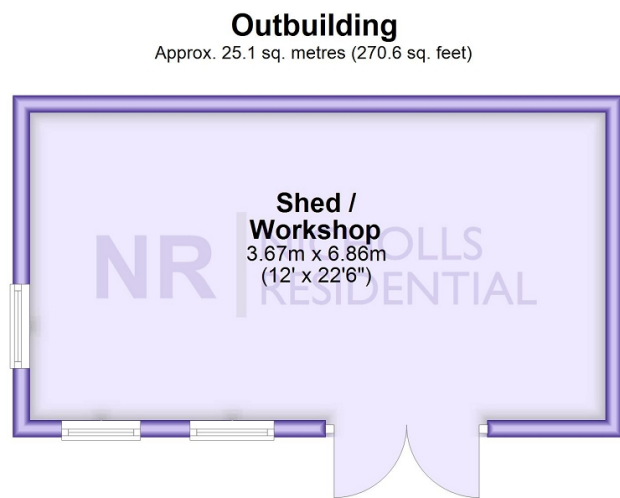 Outbuilding
Approx. 25.1 sq. metres (270.6 sq. feet)
Shed /
Workshop
3.67m x 6.86m
(12' x 22'6")
NR
NICHOLLS
RESIDENTIAL